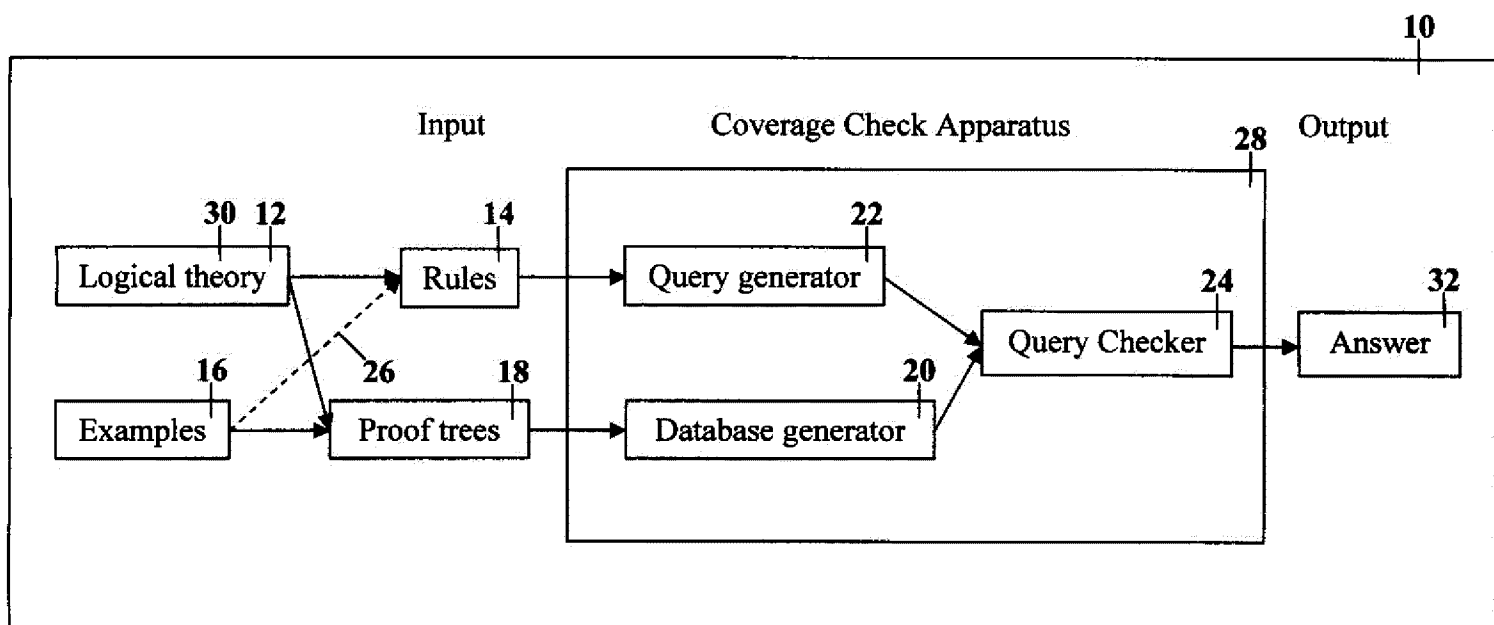 10
Input
Coverage Check Apparatus
Output
28
30 12
14
22
Logical theory
Rules
Query generator
24
32
Query Checker
Answer
16
26
18
20
Examples
Proof trees
Database generator